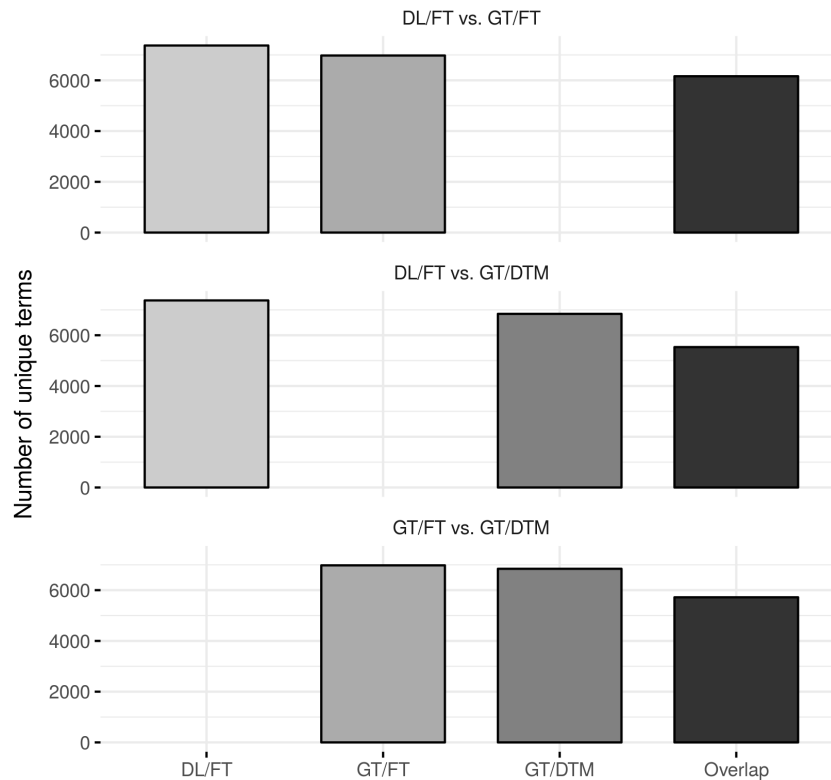 DL/FT vs. GT/FT
6000
4000
2000
0
DL/FT vs. GT/DTM
6000
4000
2000
0
GT/FT vs. GT/DTM
6000
4000
2000
0
Number of unique terms
DL/FT GT/FT GT/DTM Overlap